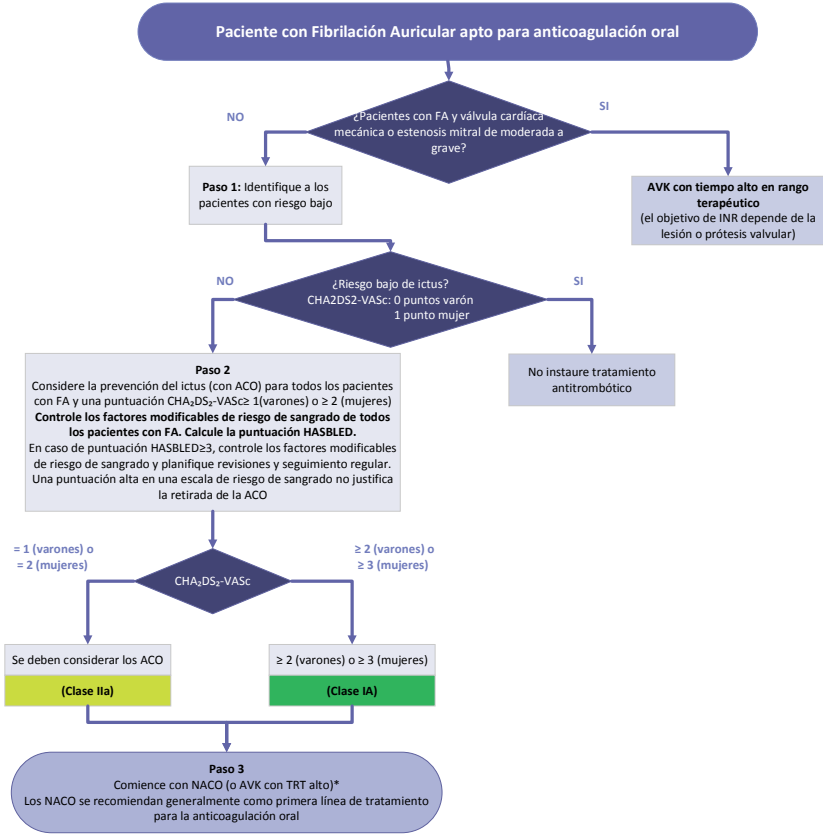 Paciente con Fibrilación Auricular apto para anticoagulación oral
¿Pacientes con FA y válvula cardíaca
mecánica o estenosis mitral de moderada a
grave?
NO
SI
Paso 1: Identifique a los
pacientes con riesgo bajo
AVK con tiempo alto en rango
terapéutico
(el objetivo de INR depende de la
lesión o prótesis valvular)
¿Riesgo bajo de ictus?
CHA2DS2-VASc: 0 puntos varón
1 punto mujer
NO
SI
No instaure tratamiento
antitrombótico
Paso 2
Considere la prevención del ictus (con ACO) para todos los pacientes
con FA y una puntuación CHA₂DS₂-VASc≥ 1(varones) o ≥ 2 (mujeres)
Controle los factores modificables de riesgo de sangrado de todos
los pacientes con FA. Calcule la puntuación HASBLED.
En caso de puntuación HASBLED≥3, controle los factores modificables
de riesgo de sangrado y planifique revisiones y seguimiento regular.
Una puntuación alta en una escala de riesgo de sangrado no justifica
la retirada de la ACO
= 1 (varones) o
= 2 (mujeres)
≥ 2 (varones) o
≥ 3 (mujeres)
CHA₂DS₂-VASc
Se deben considerar los ACO
(Clase IIa)
≥ 2 (varones) o ≥ 3 (mujeres)
(Clase IA)
Paso 3
Comience con NACO (o AVK con TRT alto)*
Los NACO se recomiendan generalmente como primera línea de tratamiento
para la anticoagulación oral